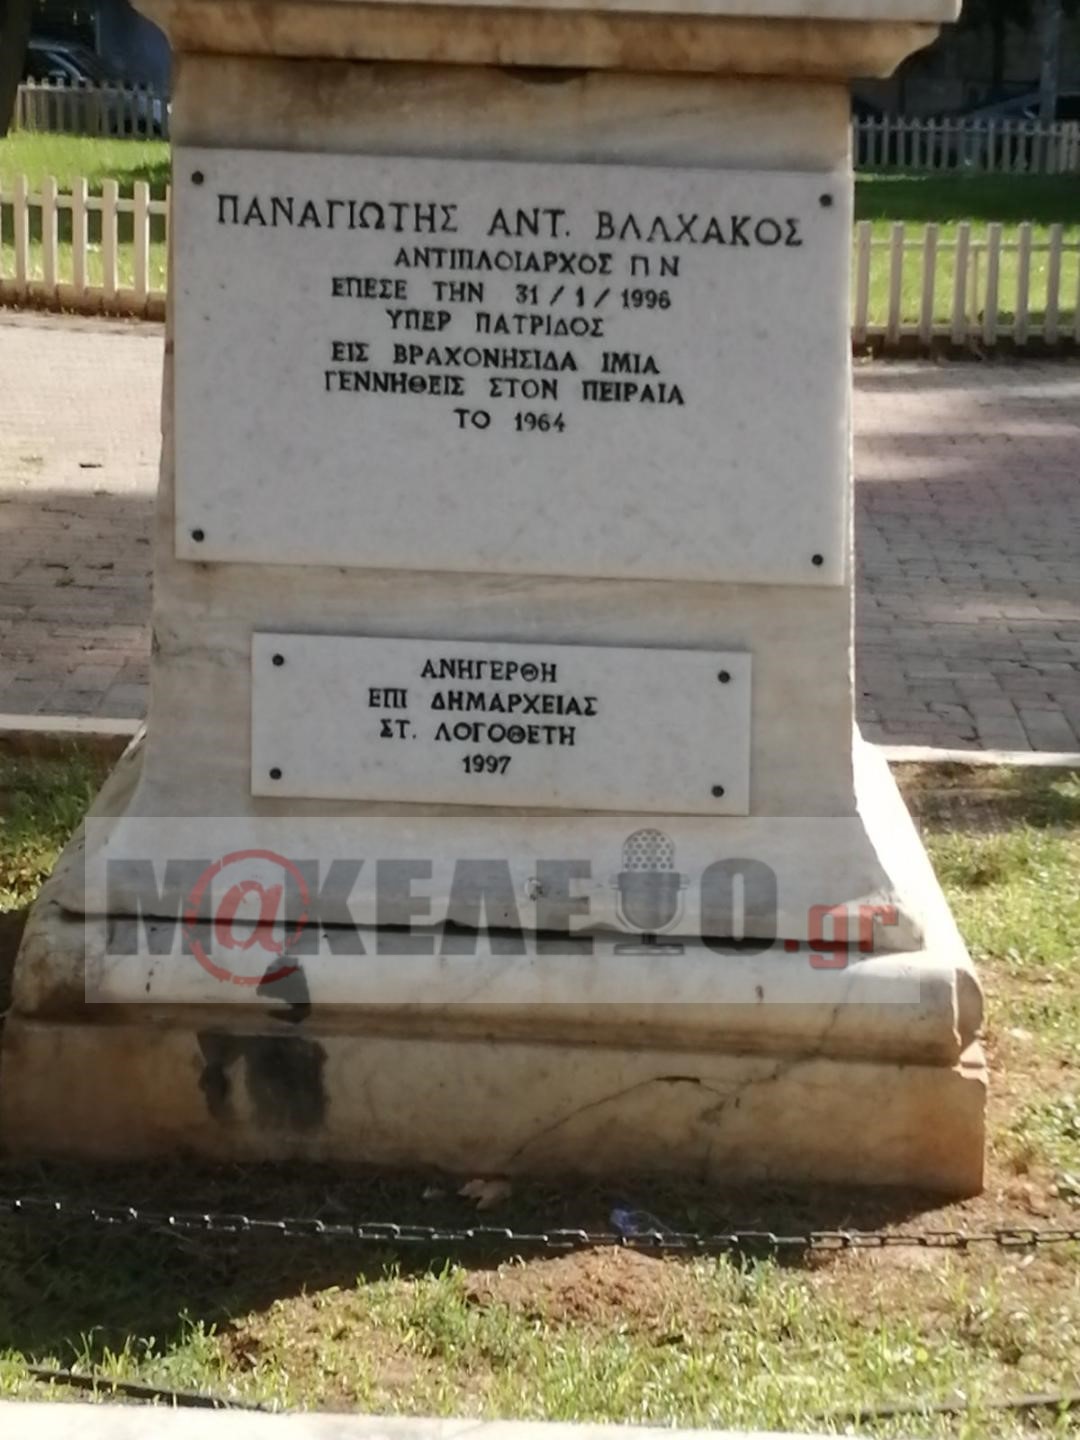 ΠΑΝΑΓΙΩΤΗΣ ΑΝΤ. ΒΛΑΧΑΚΟΣ
ΑΝΤΙΠΛΟΙΑΡΧΟΣ Π Ν
ΕΠΕΣΕ ΤΗΝ 31 / 1 / 1996
ΥΠΕΡ ΠΑΤΡΙΔΟΣ
ΕΙΣ ΒΡΑΧΟΝΗΣΙΔΑ ΙΜΙΑ
ΓΕΝΝΗΘΕΙΣ ΣΤΟΝ ΠΕΙΡΑΙΑ
ΤΟ 1964
ΑΝΗΓΕΡΘΗ
ΕΠΙ ΔΗΜΑΡΧΕΙΑΣ
ΣΤ. ΛΟΓΟΘΕΤΗ
1997
Μ@ΚΕΛΕΙΟ.gr